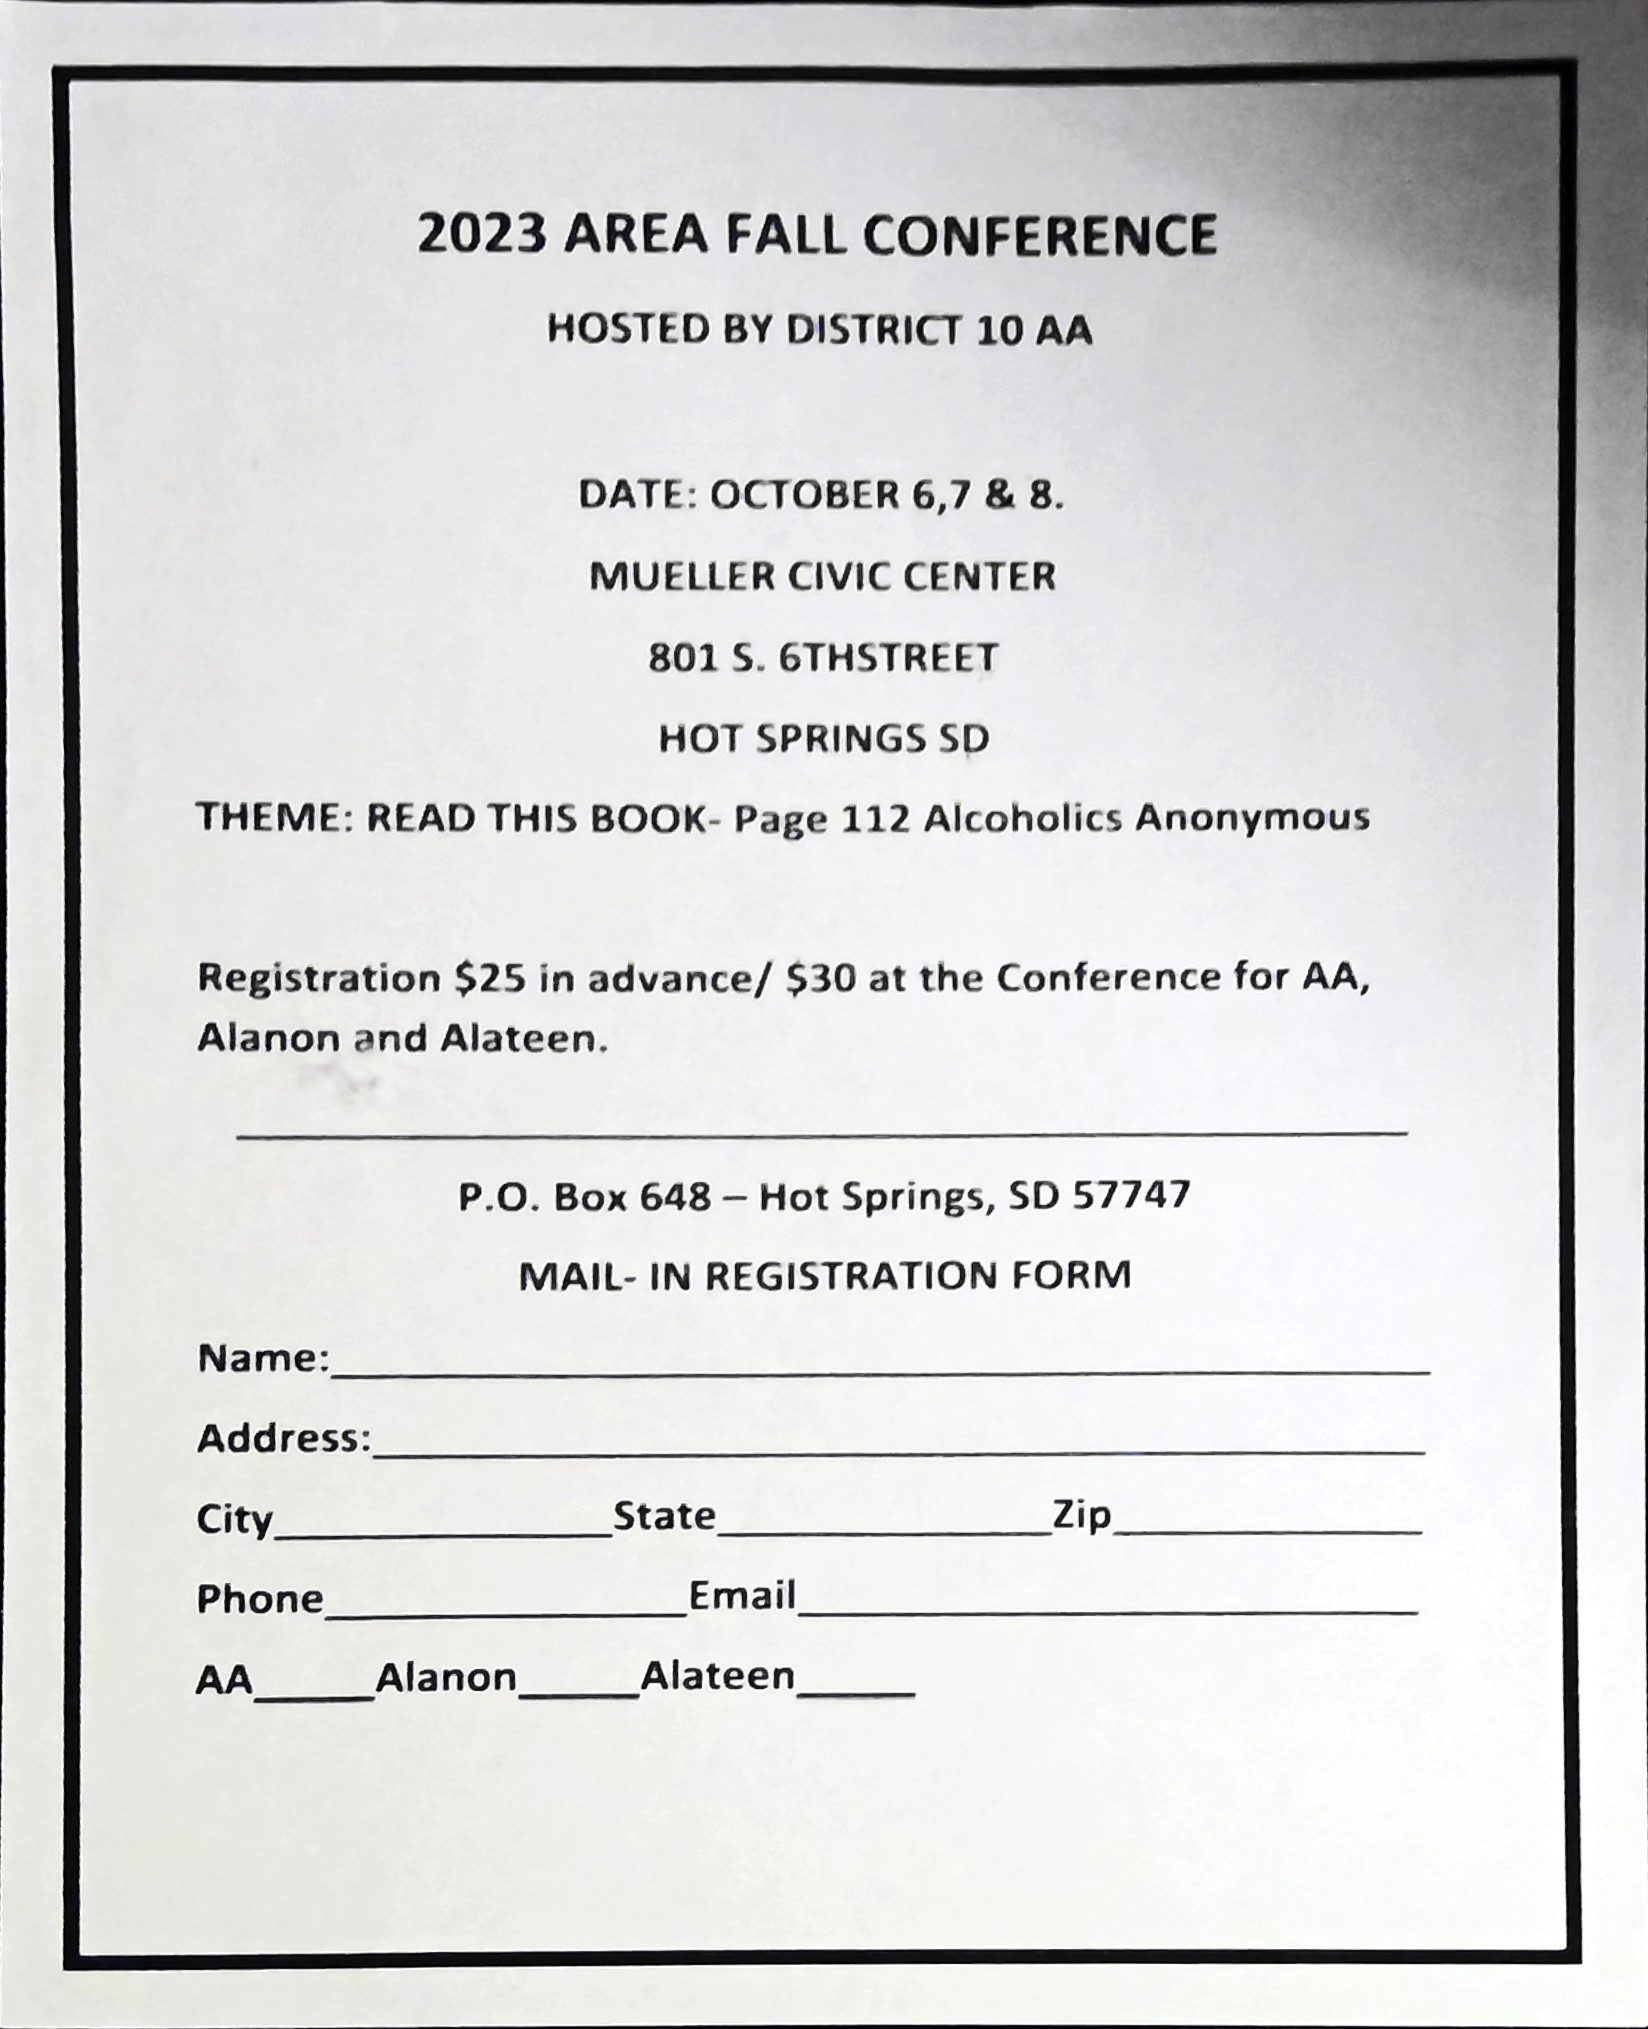 2023 AREA FALL CONFERENCE
HOSTED BY DISTRICT 10 AA
DATE: OCTOBER 6,7 & 8.
MUELLER CIVIC CENTER
801 S. 6THSTREET
HOT SPRINGS SD
THEME: READ THIS BOOK- Page 112 Alcoholics Anonymous
Registration $25 in advance/ $30 at the Conference for AA,
Alanon and Alateen.
P.O. Box 648 – Hot Springs, SD 57747
MAIL- IN REGISTRATION FORM
Name:
Address:
City State Zip
Phone Email
AA Alanon Alateen